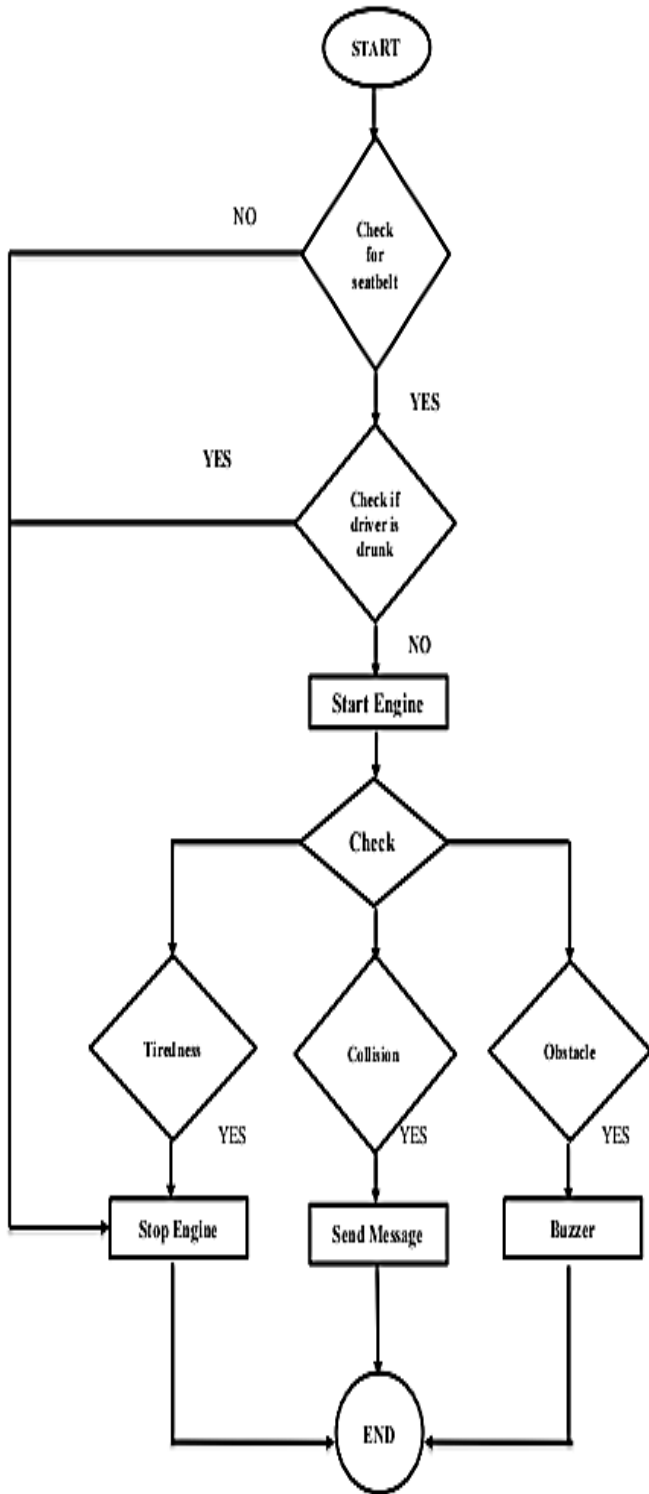 START
NO
Check
for
seatbelt
YES
YES
Check if
driver is
drunk
NO
Start Engine
Check
Tiredness
Collision
Obstacle
YES
YES
YES
Stop Engine
Send Message
Buzzer
END